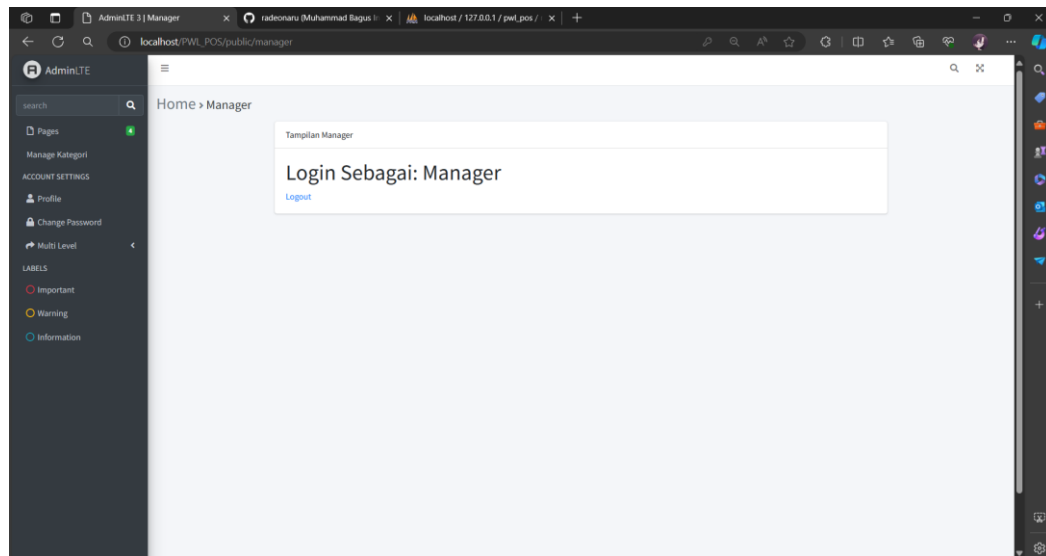 AdminLTE 3 | Manager
radeonaru (Muhammad Bagus
localhost / 127.0.0.1 / pwl_pos /
localhost/PWL_POS/public/manager
AdminLTE
search
Home › Manager
Pages
4
Tampilan Manager
Manage Kategori
Login Sebagai: Manager
ACCOUNT SETTINGS
Logout
Profile
Change Password
Multi Level
LABELS
Important
Warning
Information